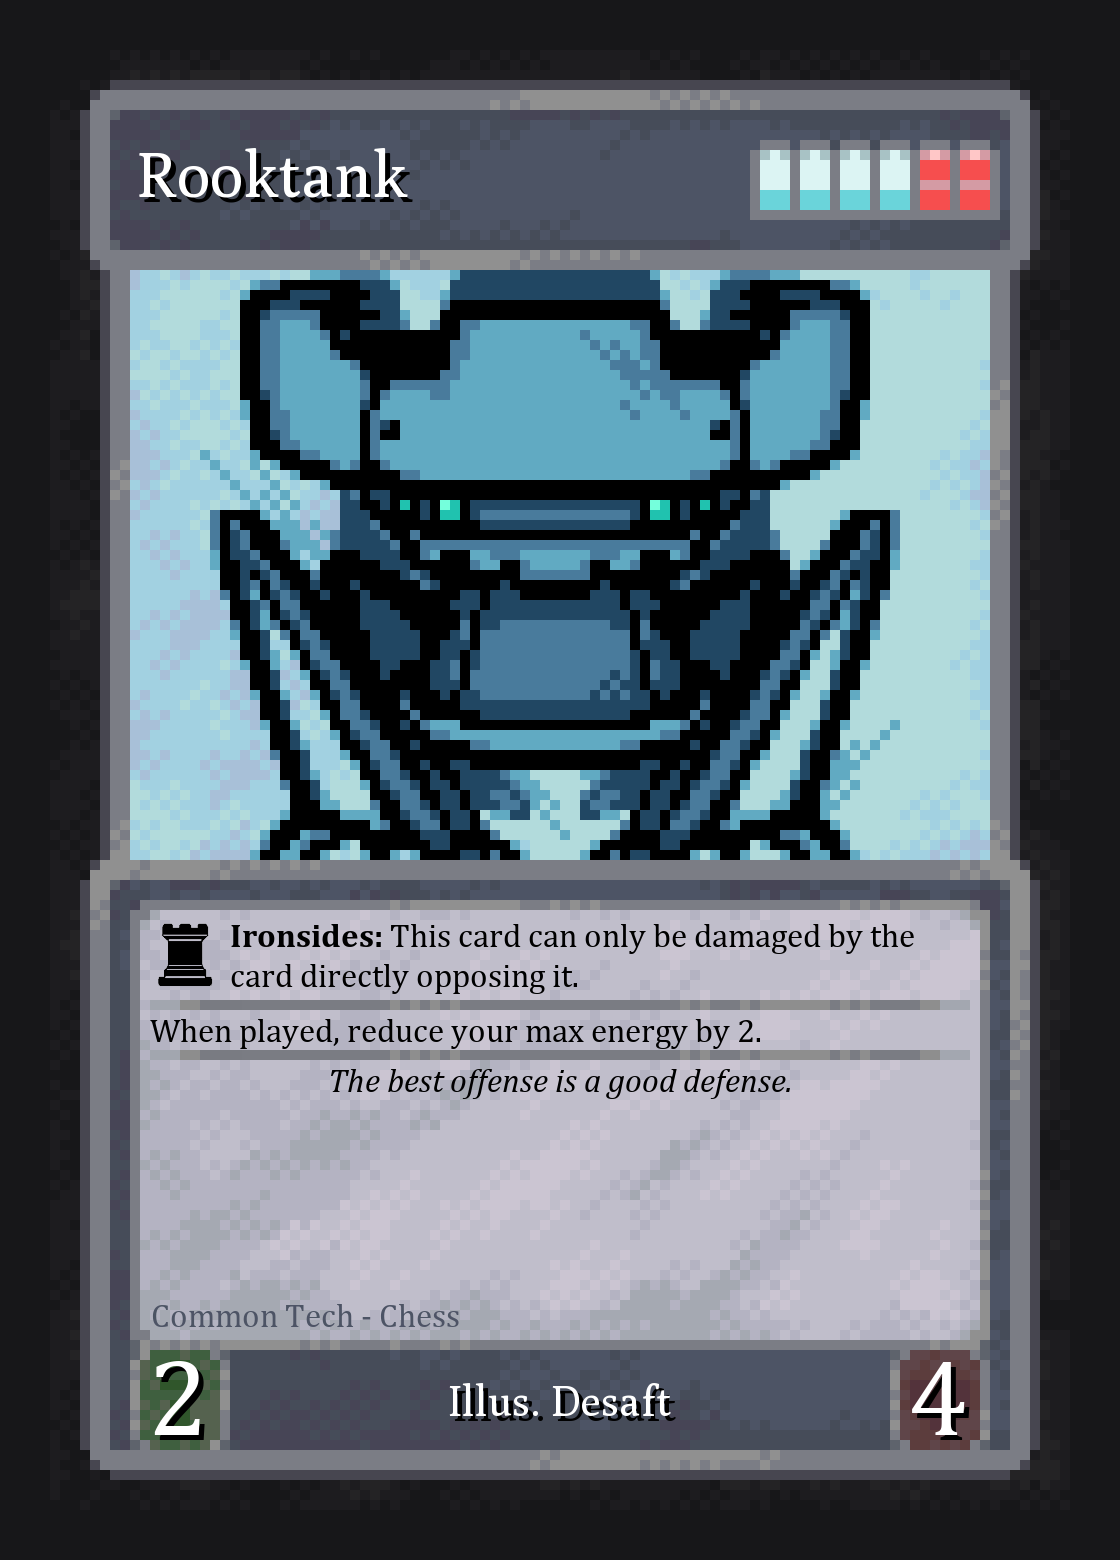 Rooktank
Ironsides: This card can only be damaged by the
card directly opposing it.
When played, reduce your max energy by 2.
The best offense is a good defense.
Common Tech - Chess
2
Illus. Desaft
4